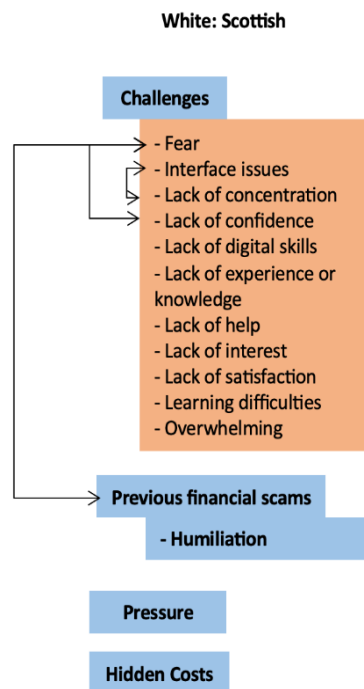 White: Scottish
Challenges
- Fear
- Interface issues
- Lack of concentration
- Lack of confidence
- Lack of digital skills
- Lack of experience or
knowledge
- Lack of help
- Lack of interest
- Lack of satisfaction
- Learning difficulties
- Overwhelming
Previous financial scams
- Humiliation
Pressure
Hidden Costs